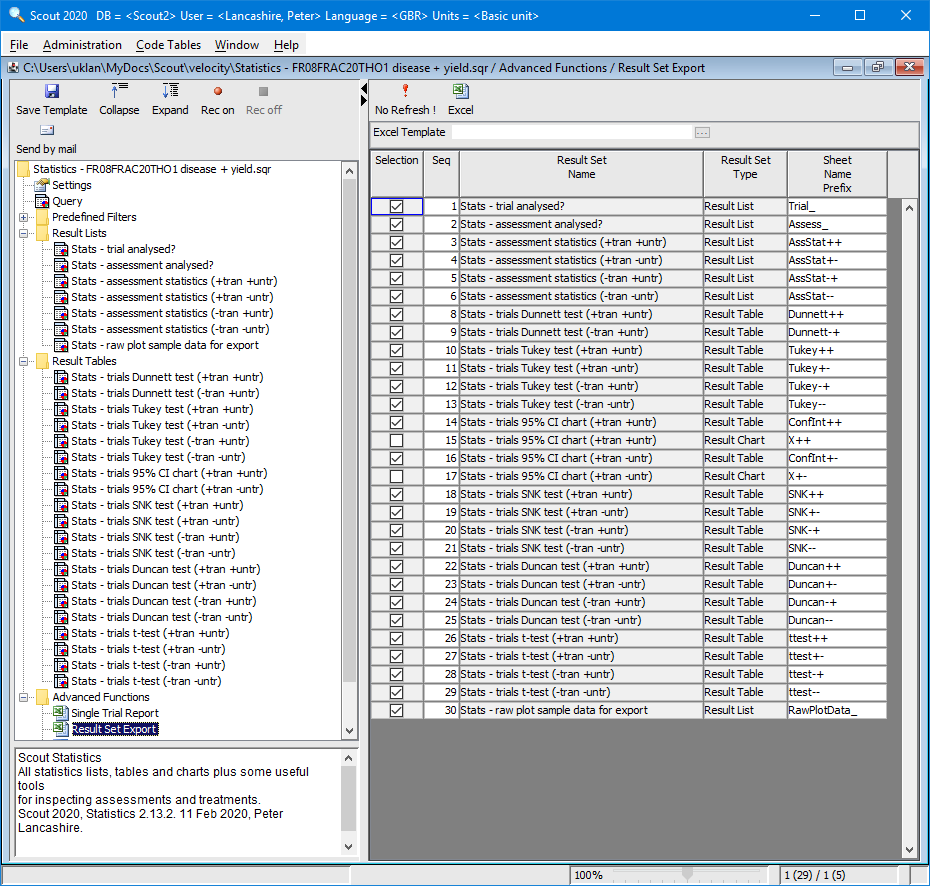 Scout 2020 DB = <Scout2> User = <Lancashire, Peter> Language = <GBR> Units = <Basic unit>
File Administration Code Tables Window Help
C:\Users\uklan\MyDocs\Scout\velocity\Statistics - FR08FRAC20THO1 disease + yield.sqr / Advanced Functions / Result Set Export
Save Template Collapse Expand Rec on Rec off
Send by mail
Statistics - FR08FRAC20THO1 disease + yield.sqr
Settings
Query
Predefined Filters
Result Lists
Stats - trial analysed?
Stats - assessment analysed?
Stats - assessment statistics (+tran +untr)
Stats - assessment statistics (+tran -untr)
Stats - assessment statistics (-tran +untr)
Stats - assessment statistics (-tran -untr)
Stats - raw plot sample data for export
Result Tables
Stats - trials Dunnett test (+tran +untr)
Stats - trials Dunnett test (-tran +untr)
Stats - trials Tukey test (+tran +untr)
Stats - trials Tukey test (+tran -untr)
Stats - trials Tukey test (-tran +untr)
Stats - trials Tukey test (-tran -untr)
Stats - trials 95% CI chart (+tran +untr)
Stats - trials 95% CI chart (+tran -untr)
Stats - trials SNK test (+tran +untr)
Stats - trials SNK test (+tran -untr)
Stats - trials SNK test (-tran +untr)
Stats - trials SNK test (-tran -untr)
Stats - trials Duncan test (+tran +untr)
Stats - trials Duncan test (+tran -untr)
Stats - trials Duncan test (-tran +untr)
Stats - trials Duncan test (-tran -untr)
Stats - trials t-test (+tran +untr)
Stats - trials t-test (+tran -untr)
Stats - trials t-test (-tran +untr)
Stats - trials t-test (-tran -untr)
Advanced Functions
Single Trial Report
Result Set Export
Scout Statistics
All statistics lists, tables and charts plus some useful
tools
for inspecting assessments and treatments.
Scout 2020, Statistics 2.13.2. 11 Feb 2020, Peter
Lancashire.
No Refresh ! Excel
Excel Template ...
Selection Seq Result Set Name Result Set Type Sheet Name Prefix
1 Stats - trial analysed? Result List Trial_
2 Stats - assessment analysed? Result List Assess_
3 Stats - assessment statistics (+tran +untr) Result List AssStat++
4 Stats - assessment statistics (+tran -untr) Result List AssStat+-
5 Stats - assessment statistics (-tran +untr) Result List AssStat-+
6 Stats - assessment statistics (-tran -untr) Result List AssStat--
8 Stats - trials Dunnett test (+tran +untr) Result Table Dunnett++
9 Stats - trials Dunnett test (-tran +untr) Result Table Dunnett-+
10 Stats - trials Tukey test (+tran +untr) Result Table Tukey++
11 Stats - trials Tukey test (+tran -untr) Result Table Tukey+-
12 Stats - trials Tukey test (-tran +untr) Result Table Tukey-+
13 Stats - trials Tukey test (-tran -untr) Result Table Tukey--
14 Stats - trials 95% CI chart (+tran +untr) Result Table ConfInt++
15 Stats - trials 95% CI chart (+tran +untr) Result Chart X++
16 Stats - trials 95% CI chart (+tran -untr) Result Table ConfInt+-
17 Stats - trials 95% CI chart (+tran -untr) Result Chart X+-
18 Stats - trials SNK test (+tran +untr) Result Table SNK++
19 Stats - trials SNK test (+tran -untr) Result Table SNK+-
20 Stats - trials SNK test (-tran +untr) Result Table SNK-+
21 Stats - trials SNK test (-tran -untr) Result Table SNK--
22 Stats - trials Duncan test (+tran +untr) Result Table Duncan++
23 Stats - trials Duncan test (+tran -untr) Result Table Duncan+-
24 Stats - trials Duncan test (-tran +untr) Result Table Duncan-+
25 Stats - trials Duncan test (-tran -untr) Result Table Duncan--
26 Stats - trials t-test (+tran +untr) Result Table ttest++
27 Stats - trials t-test (+tran -untr) Result Table ttest+-
28 Stats - trials t-test (-tran +untr) Result Table ttest-+
29 Stats - trials t-test (-tran -untr) Result Table ttest--
30 Stats - raw plot sample data for export Result List RawPlotData_
100% 1 (29) / 1 (5)